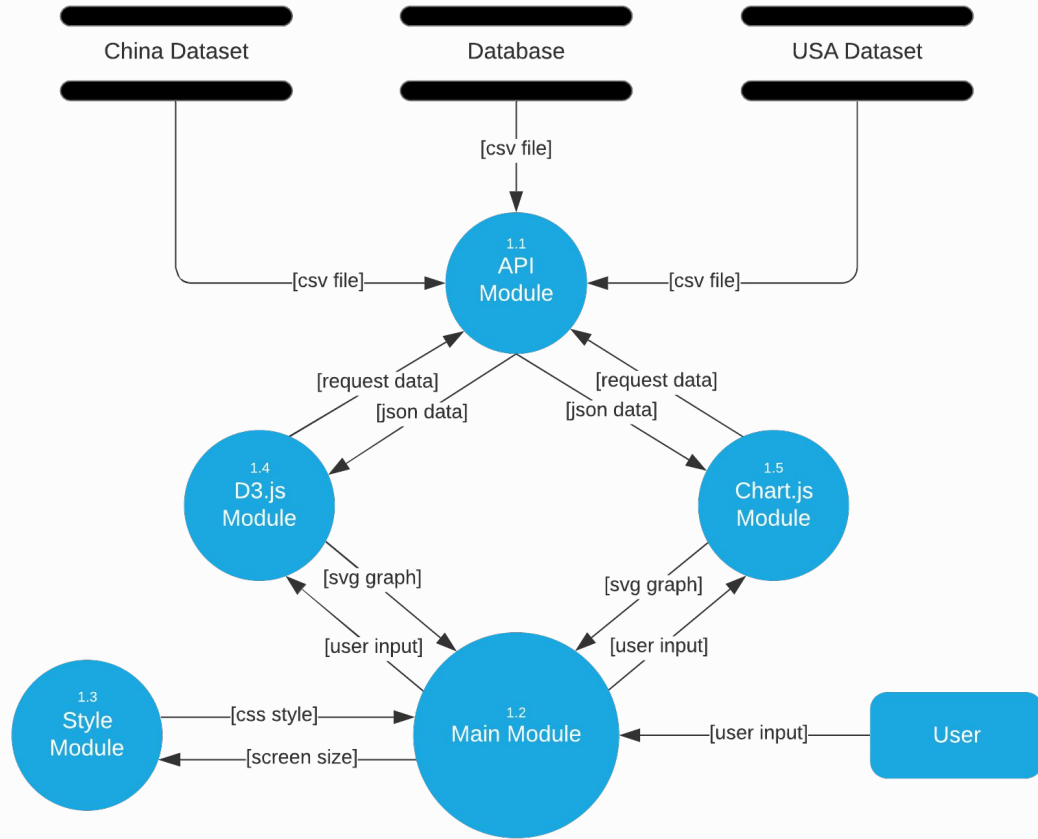 China Dataset
Database
USA Dataset
[csv file]
1.1
API
Module
[csv file]
[csv file]
[request data]
[json data]
[request data]
[json data]
1.4
D3.js
Module
1.5
Chart.js
Module
[svg graph]
[user input]
[svg graph]
[user input]
1.3
Style
Module
[css style]
[screen size]
1.2
Main Module
[user input]
User